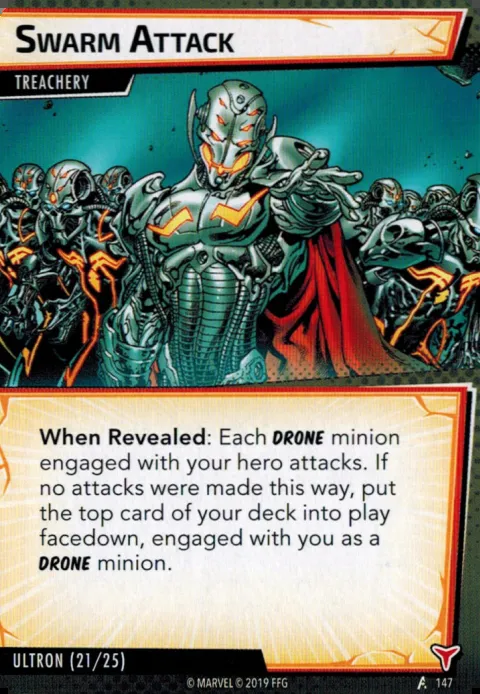 SWARM ATTACK
TREACHERY
When Revealed: Each DRONE minion
engaged with your hero attacks. If
no attacks were made this way, put
the top card of your deck into play
facedown, engaged with you as a
DRONE minion.
ULTRON (21/25)
© MARVEL © 2019 FFG
147